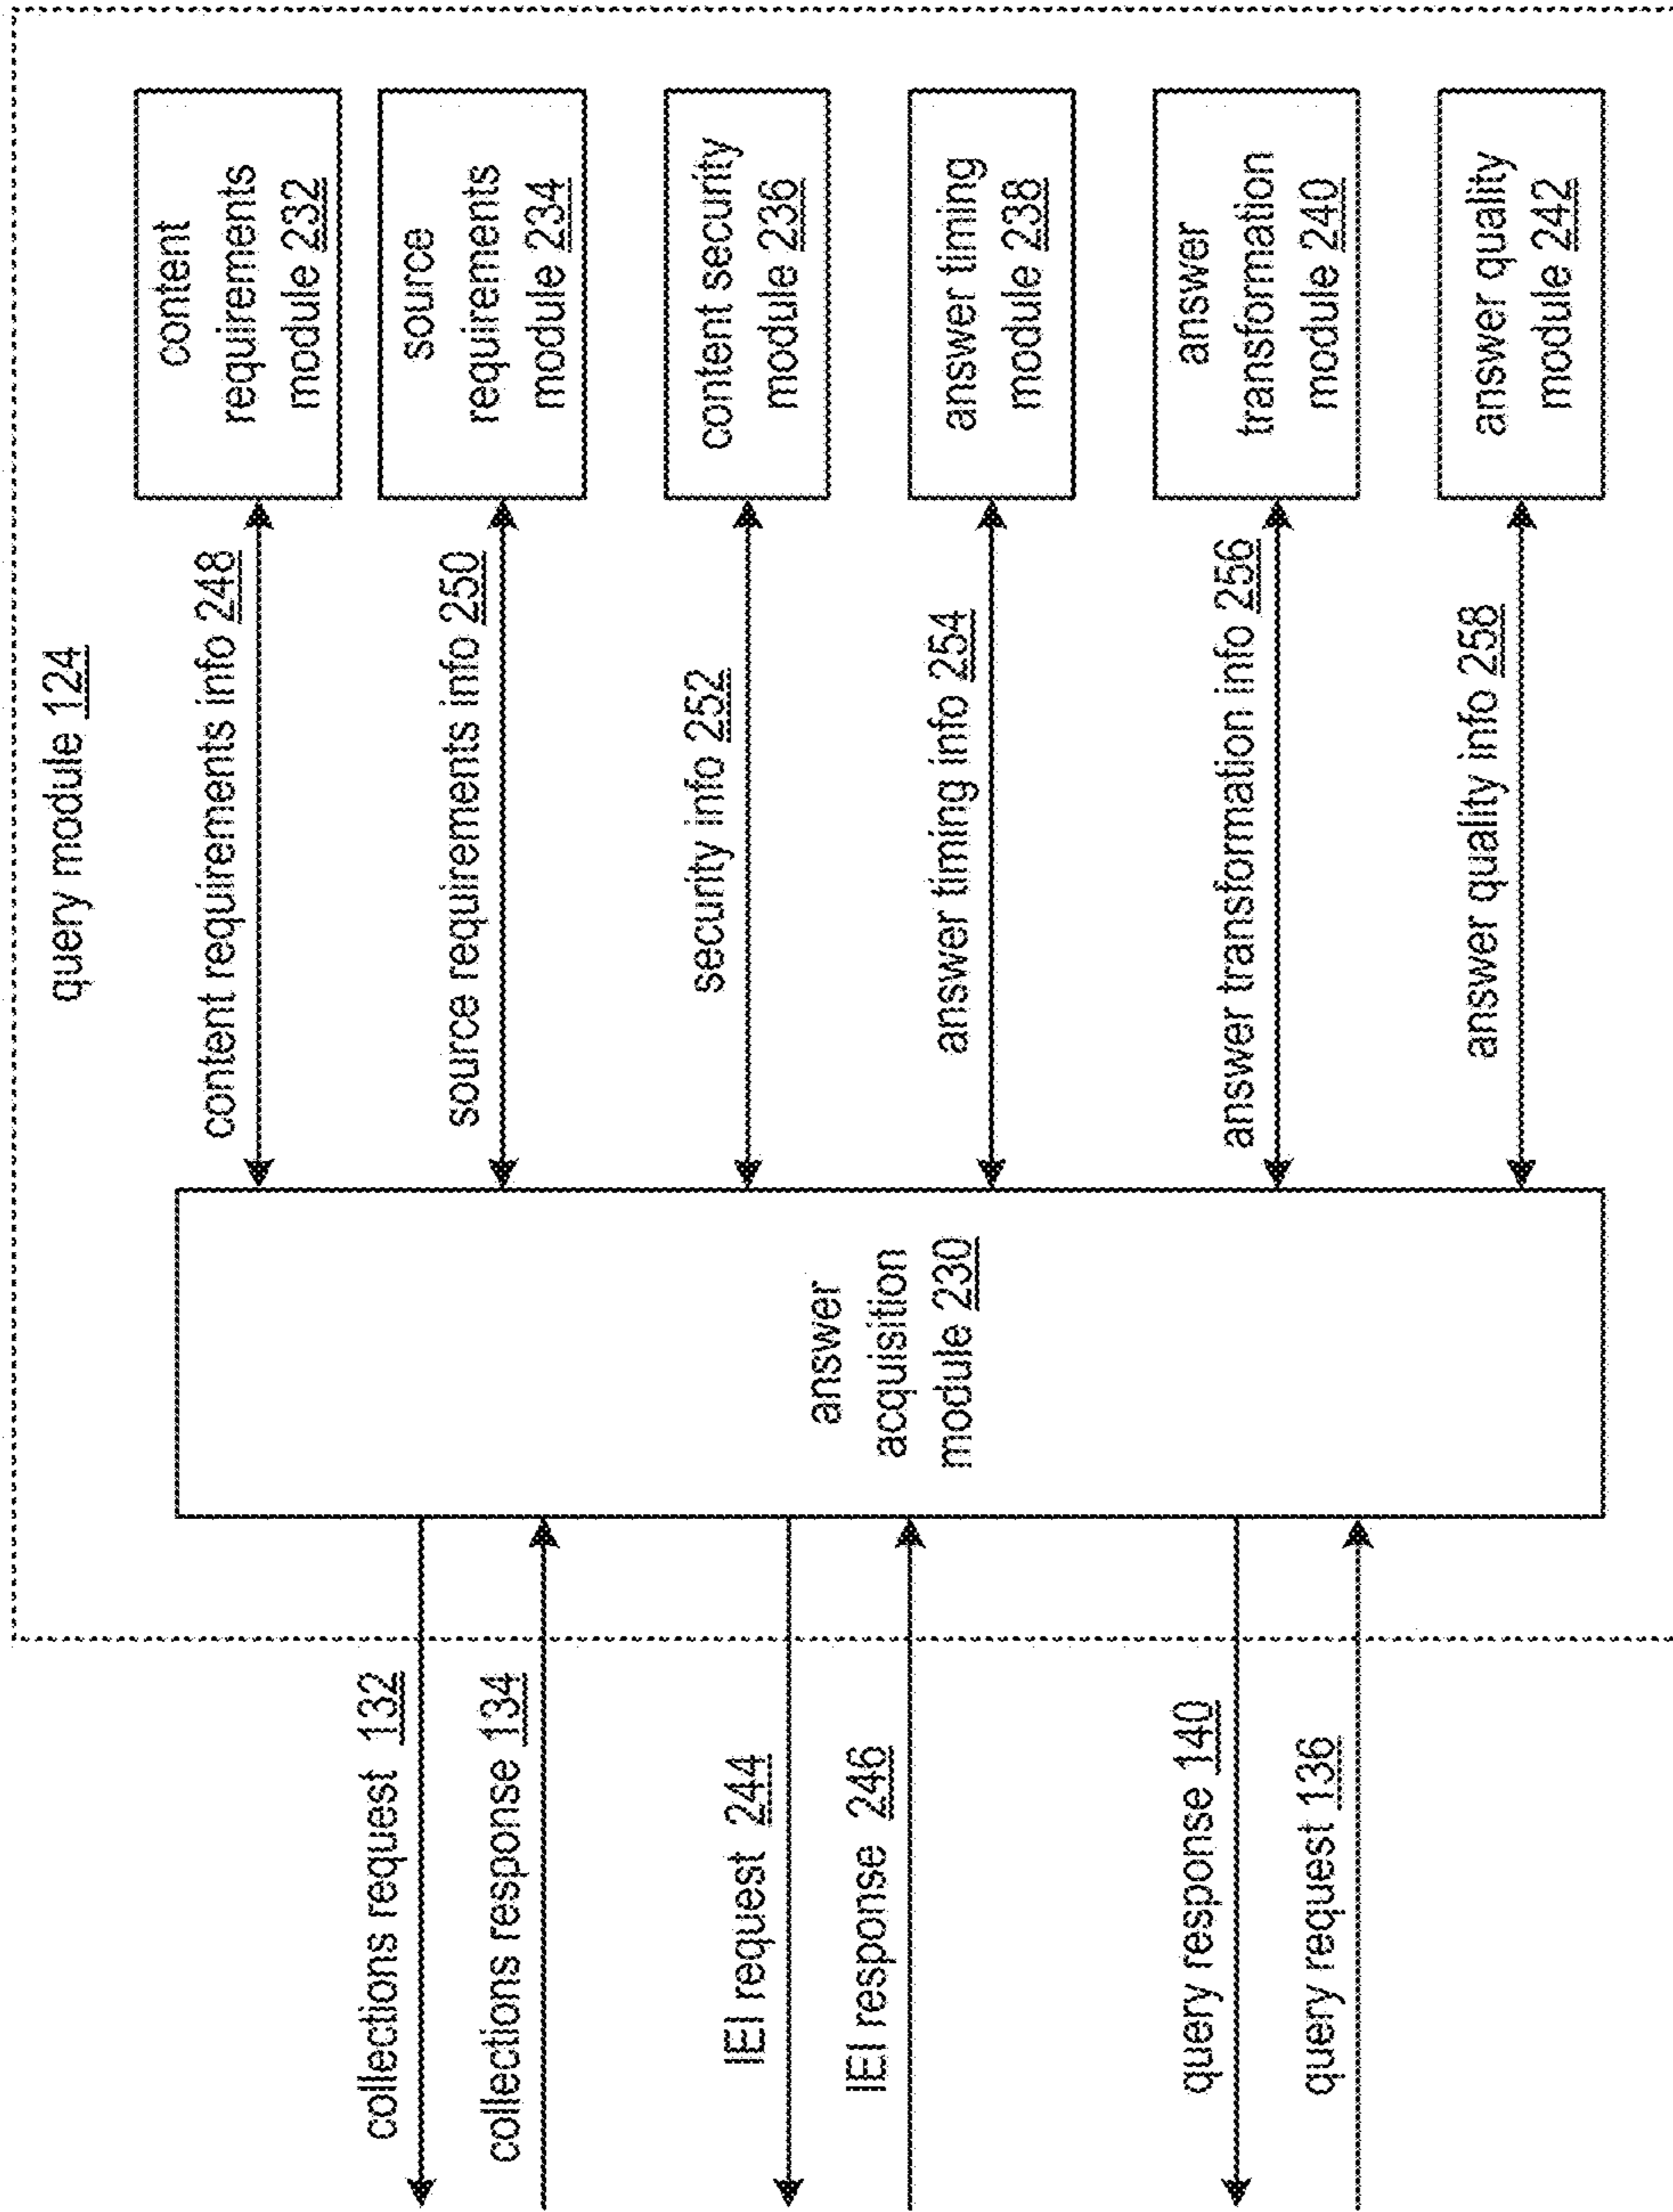 query module 124
collections request 132
collections response 134
IEI request 244
IEI response 246
query response 140
query request 136
answer
acquisition
module 230
content requirements info 248
source requirements info 250
security info 252
answer timing info 254
answer transformation info 256
answer quality info 258
content
requirements
module 232
source
requirements
module 234
content security
module 236
answer timing
module 238
answer
transformation
module 240
answer quality
module 242